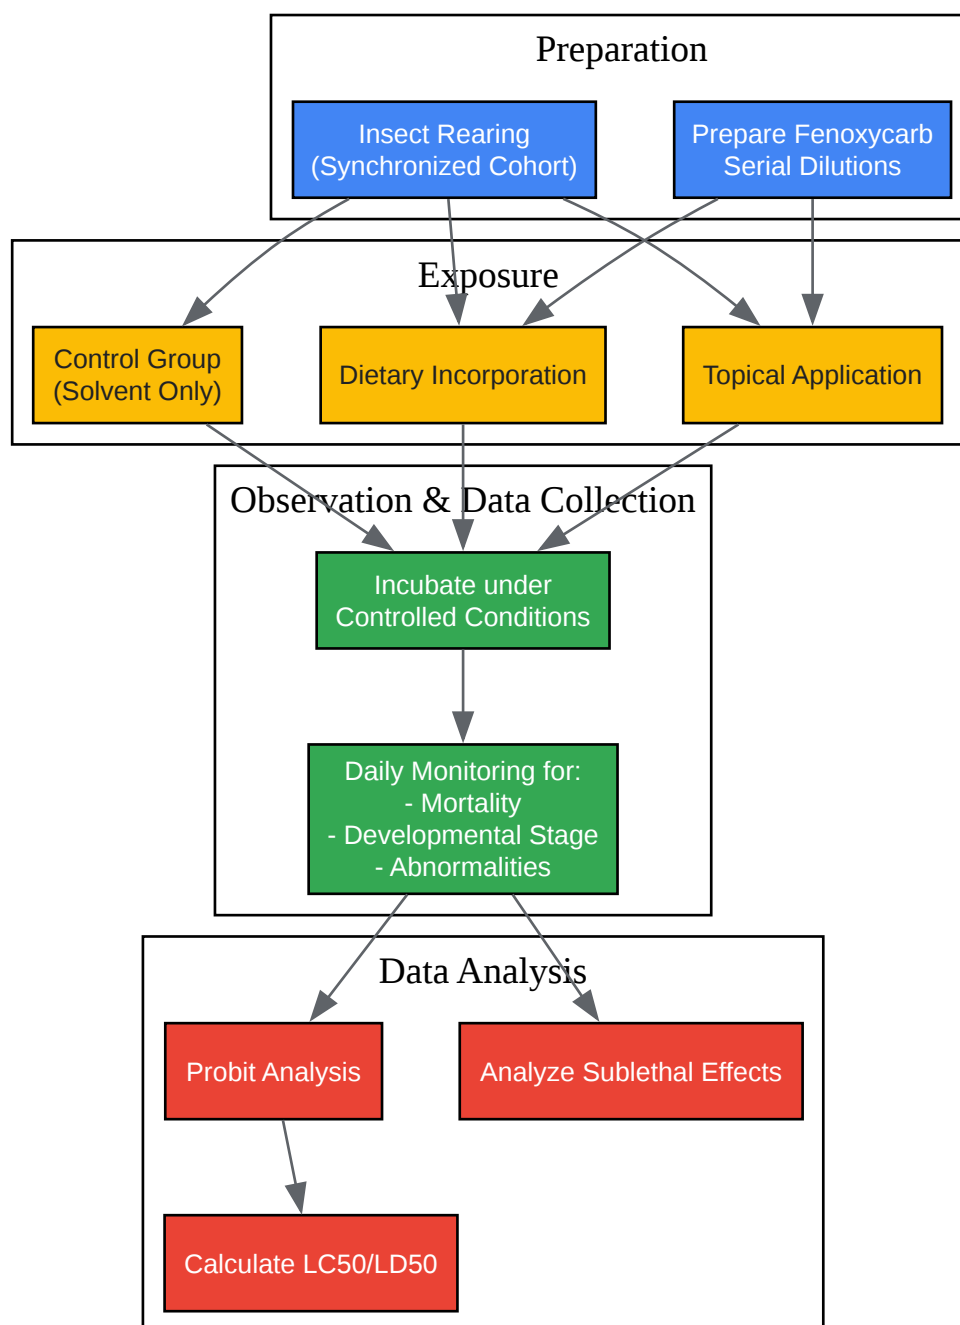 Preparation
Insect Rearing
(Synchronized Cohort)
Prepare Fenoxycarb
Serial Dilutions
Exposure
Control Group
(Solvent Only)
Dietary Incorporation
Topical Application
Observation & Data Collection
Incubate under
Controlled Conditions
Daily Monitoring for:
- Mortality
- Developmental Stage
- Abnormalities
Data Analysis
Probit Analysis
Analyze Sublethal Effects
Calculate LC50/LD50